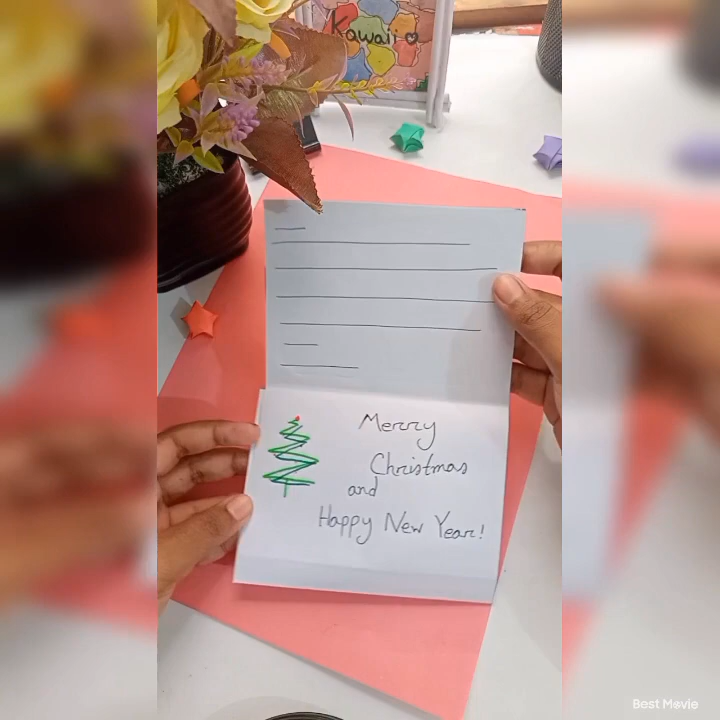 Kawaii
Merry
Christmas
and
Happy New Year!
Best Movie